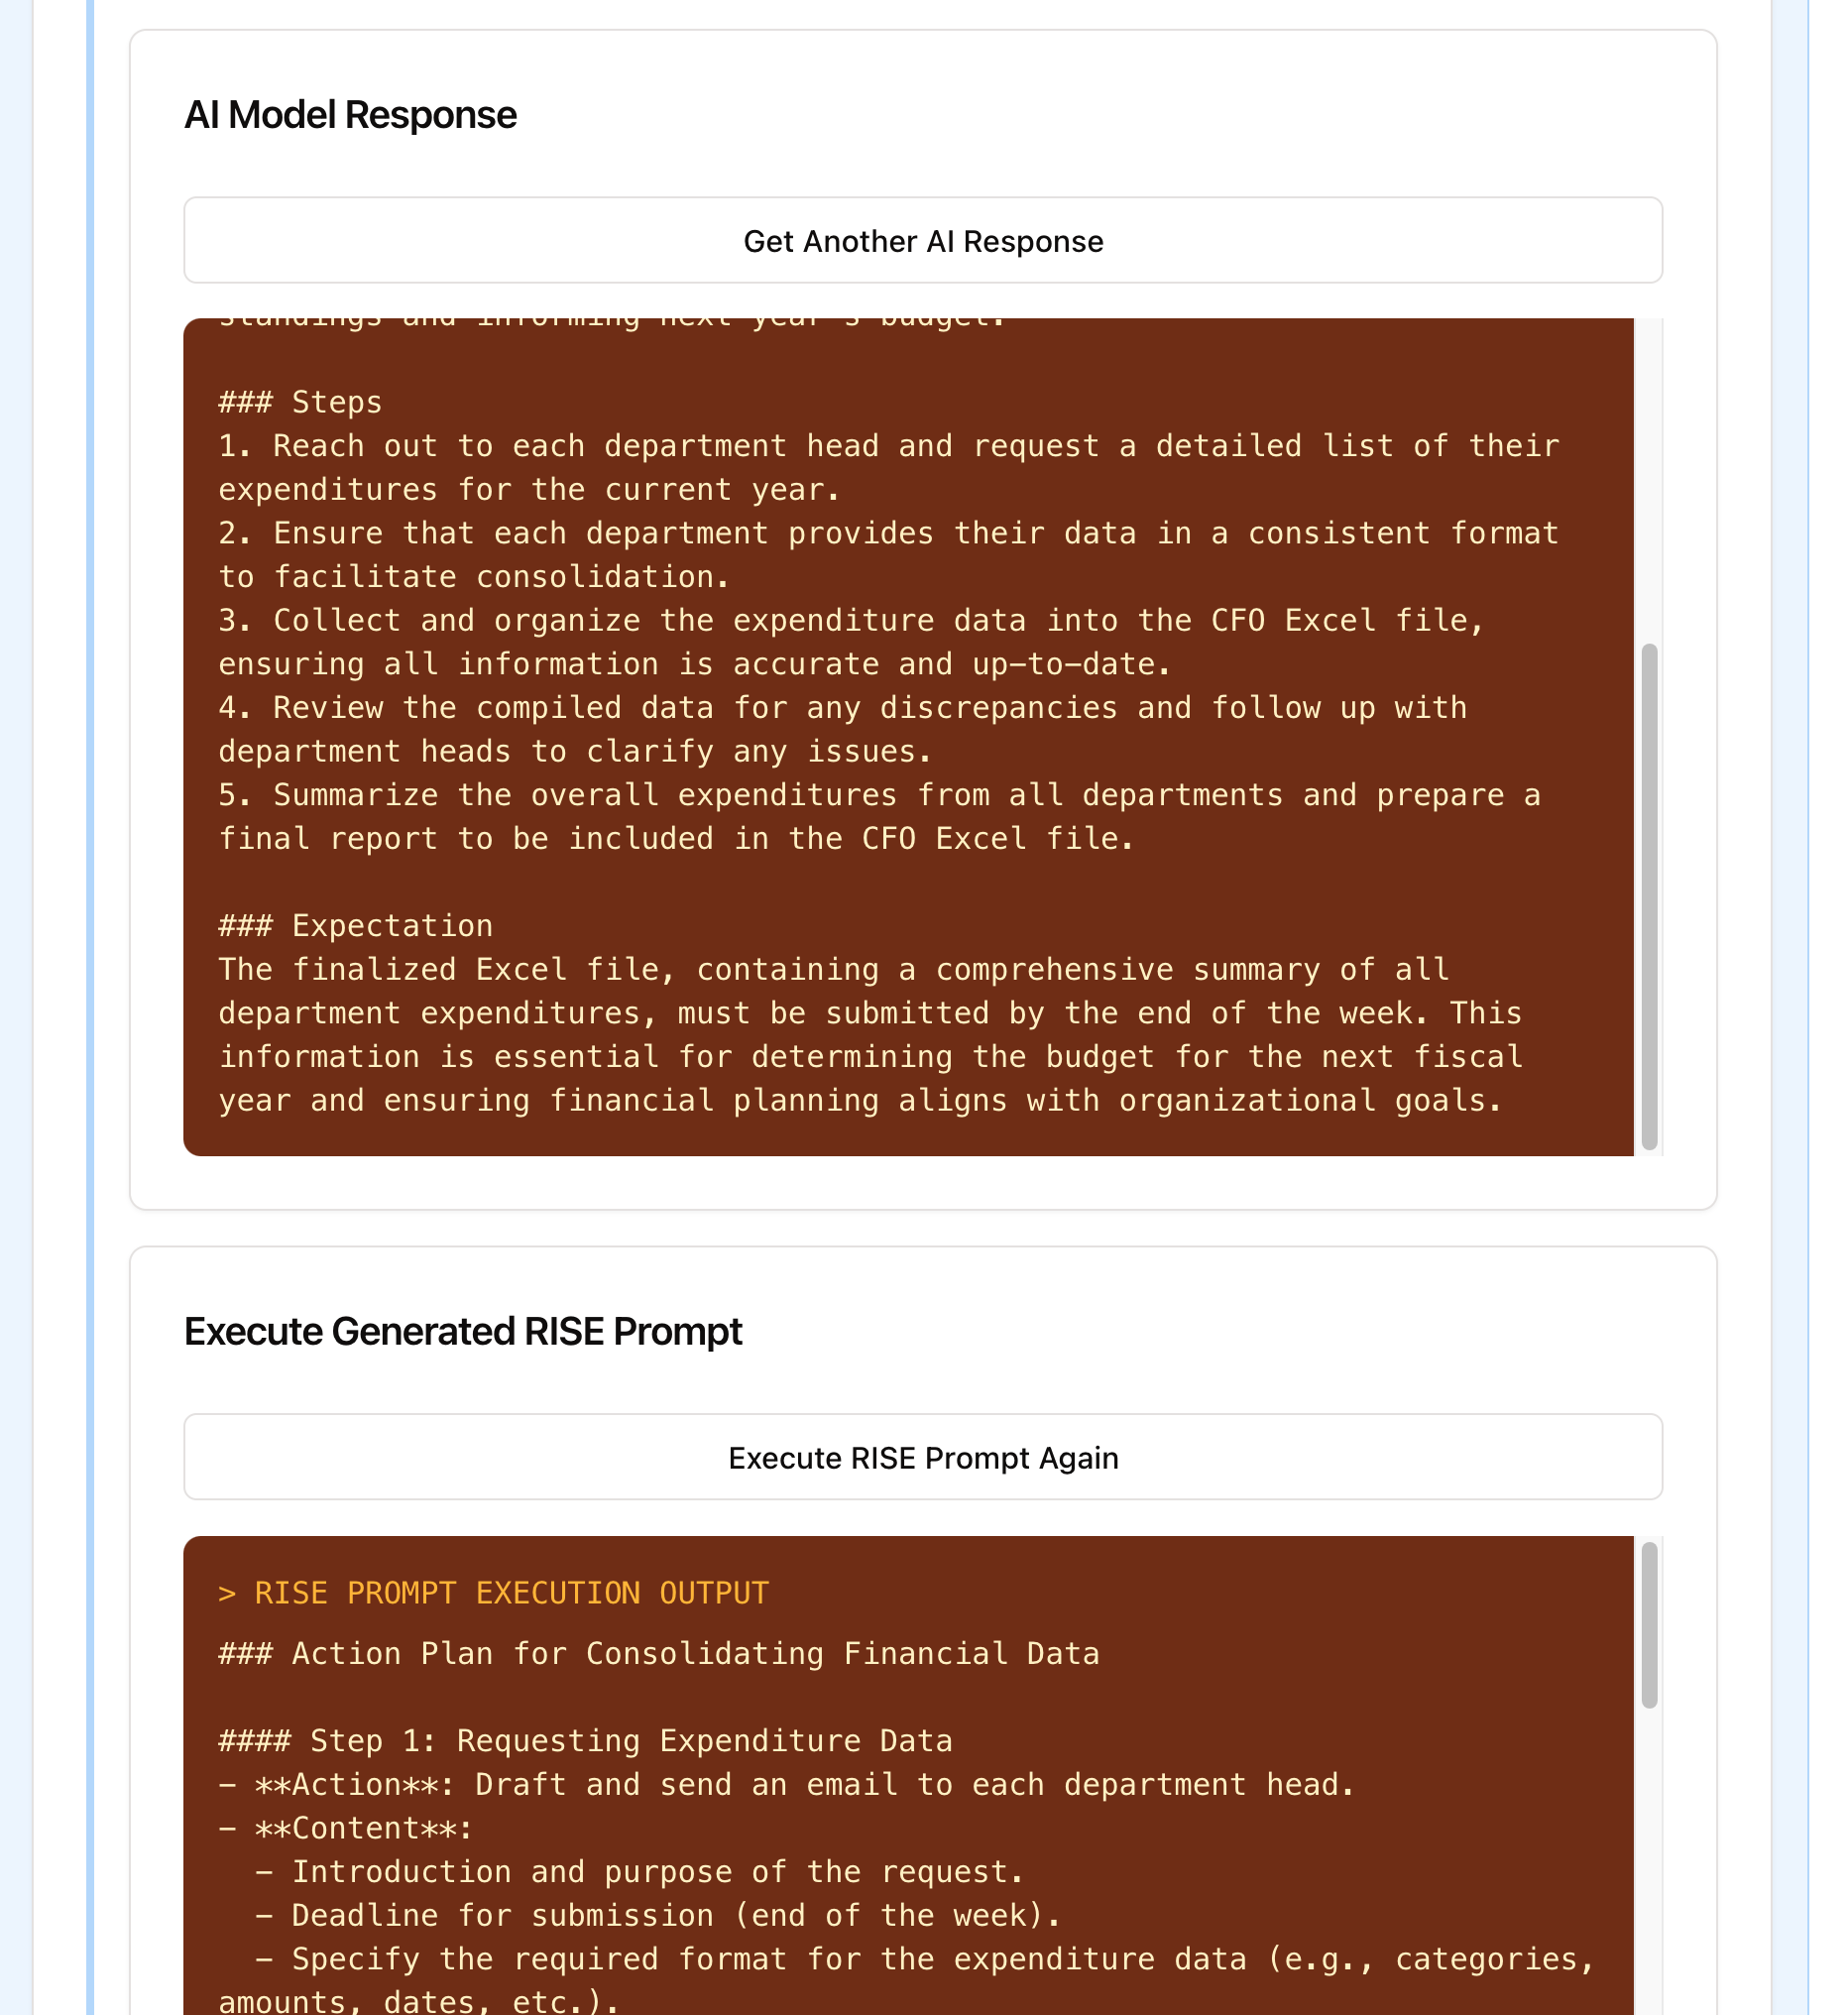 AI Model Response
Get Another AI Response
standings and informing next year's budget.
### Steps
1. Reach out to each department head and request a detailed list of their
expenditures for the current year.
2. Ensure that each department provides their data in a consistent format
to facilitate consolidation.
3. Collect and organize the expenditure data into the CFO Excel file,
ensuring all information is accurate and up-to-date.
4. Review the compiled data for any discrepancies and follow up with
department heads to clarify any issues.
5. Summarize the overall expenditures from all departments and prepare a
final report to be included in the CFO Excel file.
### Expectation
The finalized Excel file, containing a comprehensive summary of all
department expenditures, must be submitted by the end of the week. This
information is essential for determining the budget for the next fiscal
year and ensuring financial planning aligns with organizational goals.
Execute Generated RISE Prompt
Execute RISE Prompt Again
> RISE PROMPT EXECUTION OUTPUT
### Action Plan for Consolidating Financial Data
#### Step 1: Requesting Expenditure Data
- **Action**: Draft and send an email to each department head.
- **Content**:
  - Introduction and purpose of the request.
  - Deadline for submission (end of the week).
  - Specify the required format for the expenditure data (e.g., categories,
amounts, dates, etc.).